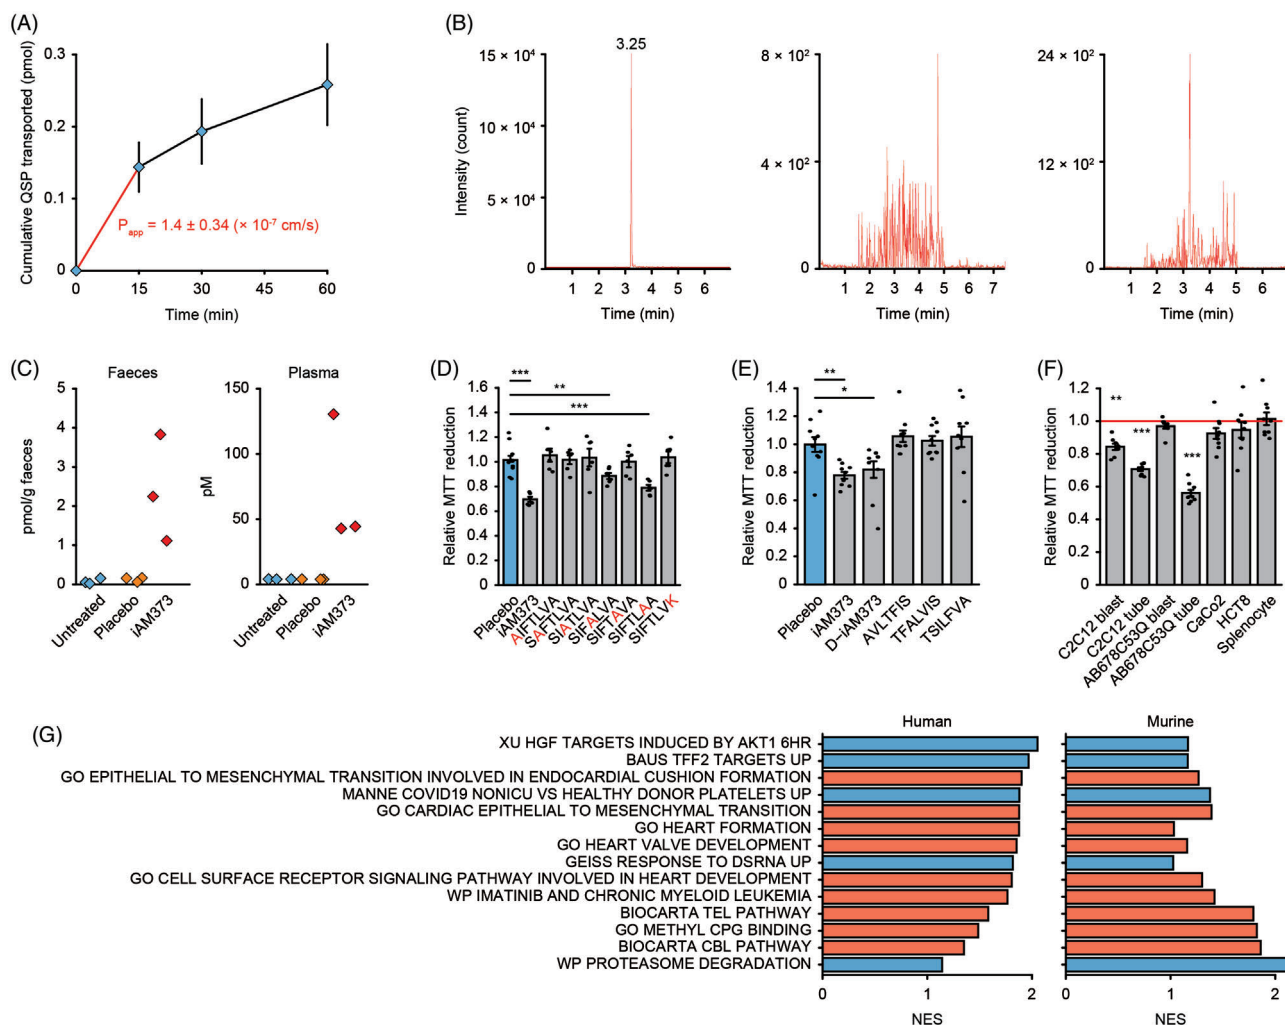 (A)
Cumulative QSP transported (pmol)
0.3
0.2
0.1
0
P_app = 1.4 ± 0.34 (× 10⁻⁷ cm/s)
0 15 30 45 60
Time (min)
(B)
Intensity (count)
3.25
15 × 10⁴
15 × 10⁴
5 × 10⁴
0
1 2 3 4 5 6
Time (min)
8 × 10²
4 × 10²
0
1 2 3 4 5 6 7
Time (min)
24 × 10²
12 × 10²
0
1 2 3 4 5 6
Time (min)
(C)
Faeces
pmol/g faeces
5
4
3
2
1
0
Untreated
Placebo
iAM373
Plasma
pM
150
100
50
0
Untreated
Placebo
iAM373
(D)
Relative MTT reduction
1.6
1.4
1.2
1.0
0.8
0.6
0.4
0.2
0
***
**
***
Placebo
iAM373
AIFTLVA
SAFTLVA
SIATLVA
SIFALVA
SIFTAVA
SIFTLAA
SIFTLVK
(E)
Relative MTT reduction
1.4
1.2
1.0
0.8
0.6
0.4
0.2
0
**
*
Placebo
iAM373
D-iAM373
AVLTFIS
TFALVIS
TSILFVA
(F)
Relative MTT reduction
1.2
1.0
0.8
0.6
0.4
0.2
0
**
***
***
C2C12 blast
C2C12 tube
AB678C53Q blast
AB678C53Q tube
CaCo2
HCT8
Splenocyte
(G)
Human
Murine
XU HGF TARGETS INDUCED BY AKT1 6HR
BAUS TFF2 TARGETS UP
GO EPITHELIAL TO MESENCHYMAL TRANSITION INVOLVED IN ENDOCARDIAL CUSHION FORMATION
MANNE COVID19 NONICU VS HEALTHY DONOR PLATELETS UP
GO CARDIAC EPITHELIAL TO MESENCHYMAL TRANSITION
GO HEART FORMATION
GO HEART VALVE DEVELOPMENT
GEISS RESPONSE TO DSRNA UP
GO CELL SURFACE RECEPTOR SIGNALING PATHWAY INVOLVED IN HEART DEVELOPMENT
WP IMATINIB AND CHRONIC MYELOID LEUKEMIA
BIOCARTA TEL PATHWAY
GO METHYL CPG BINDING
BIOCARTA CBL PATHWAY
WP PROTEASOME DEGRADATION
0 1 2
NES
0 1 2
NES